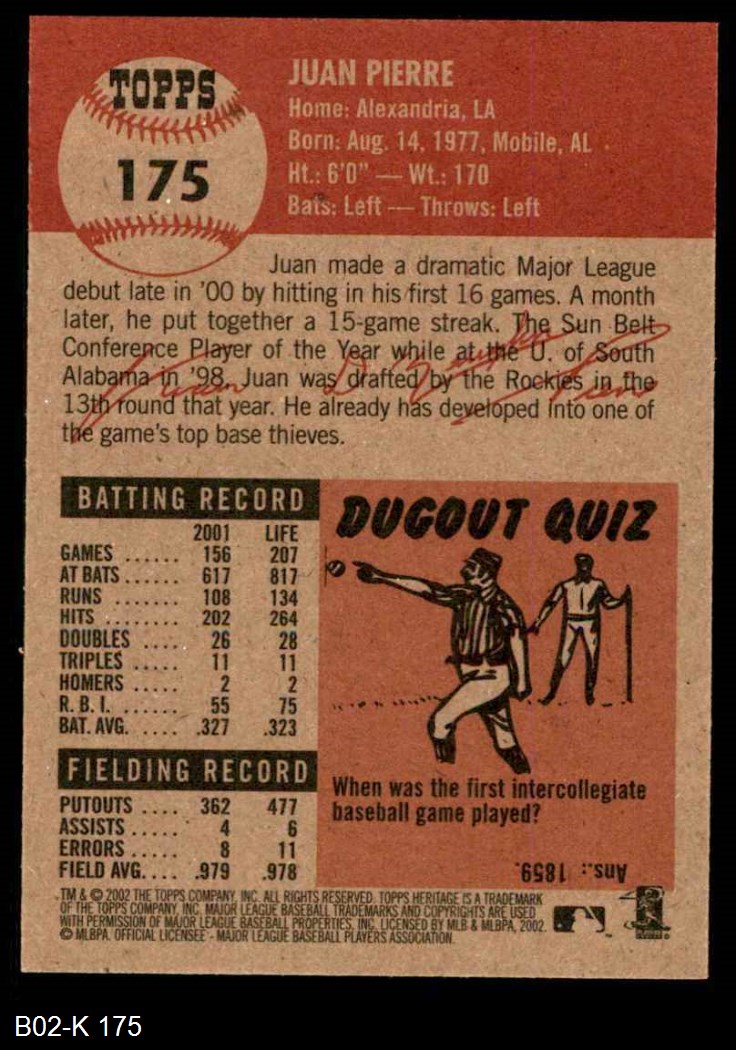 TOPPS
175
JUAN PIERRE
Home: Alexandria, LA
Born: Aug. 14, 1977, Mobile, AL
Ht.: 6'0" — Wt.: 170
Bats: Left — Throws: Left
Juan made a dramatic Major League
debut late in '00 by hitting in his first 16 games. A month
later, he put together a 15-game streak. The Sun Belt
Conference Player of the Year while at the U. of South
Alabama in '98, Juan was drafted by the Rockies in the
13th round that year. He already has developed into one of
the game's top base thieves.
BATTING RECORD
2001 LIFE
GAMES ...... 156 207
AT BATS ..... 617 817
RUNS ....... 108 134
HITS ........ 202 264
DOUBLES ..... 26 28
TRIPLES ..... 11 11
HOMERS ..... 2 2
R. B. I. ....... 55 75
BAT. AVG. .... .327 .323
FIELDING RECORD
PUTOUTS .... 362 477
ASSISTS ..... 4 6
ERRORS ..... 8 11
FIELD AVG. ... .979 .978
DUGOUT QUIZ
When was the first intercollegiate
baseball game played?
Ans.: 1859.
TM & © 2002 THE TOPPS COMPANY, INC. ALL RIGHTS RESERVED. TOPPS HERITAGE IS A TRADEMARK
OF THE TOPPS COMPANY, INC. MAJOR LEAGUE BASEBALL TRADEMARKS AND COPYRIGHTS ARE USED
WITH PERMISSION OF MAJOR LEAGUE BASEBALL PROPERTIES, INC. LICENSED BY MLB & MLBPA, 2002.
© MLBPA. OFFICIAL LICENSEE - MAJOR LEAGUE BASEBALL PLAYERS ASSOCIATION.
B02-K 175